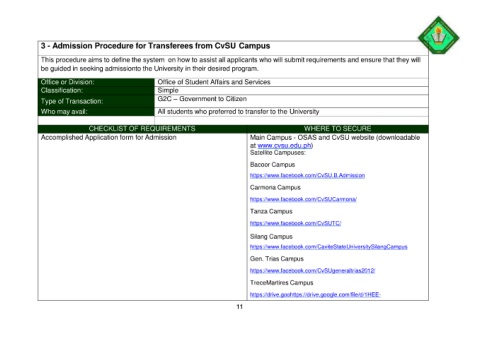 3 - Admission Procedure for Transferees from CvSU Campus
This procedure aims to define the system on how to assist all applicants who will submit requirements and ensure that they will
be guided in seeking admissionto the University in their desired program.
Office or Division: Office of Student Affairs and Services
Classification: Simple
Type of Transaction: G2C – Government to Citizen
Who may avail: All students who preferred to transfer to the University
CHECKLIST OF REQUIREMENTS WHERE TO SECURE
Accomplished Application form for Admission Main Campus - OSAS and CvSU website (downloadable
at www.cvsu.edu.ph)
Satellite Campuses:
Bacoor Campus
https://www.facebook.com/CvSU.B.Admission
Carmona Campus
https://www.facebook.com/CvSUCarmona/
Tanza Campus
https://www.facebook.com/CvSUTC/
Silang Campus
https://www.facebook.com/CaviteStateUniversitySilangCampus
Gen. Trias Campus
https://www.facebook.com/CvSUgeneraltrias2012/
TreceMartires Campus
https://drive.goohttps://drive.google.com/file/d/1HEE-
11